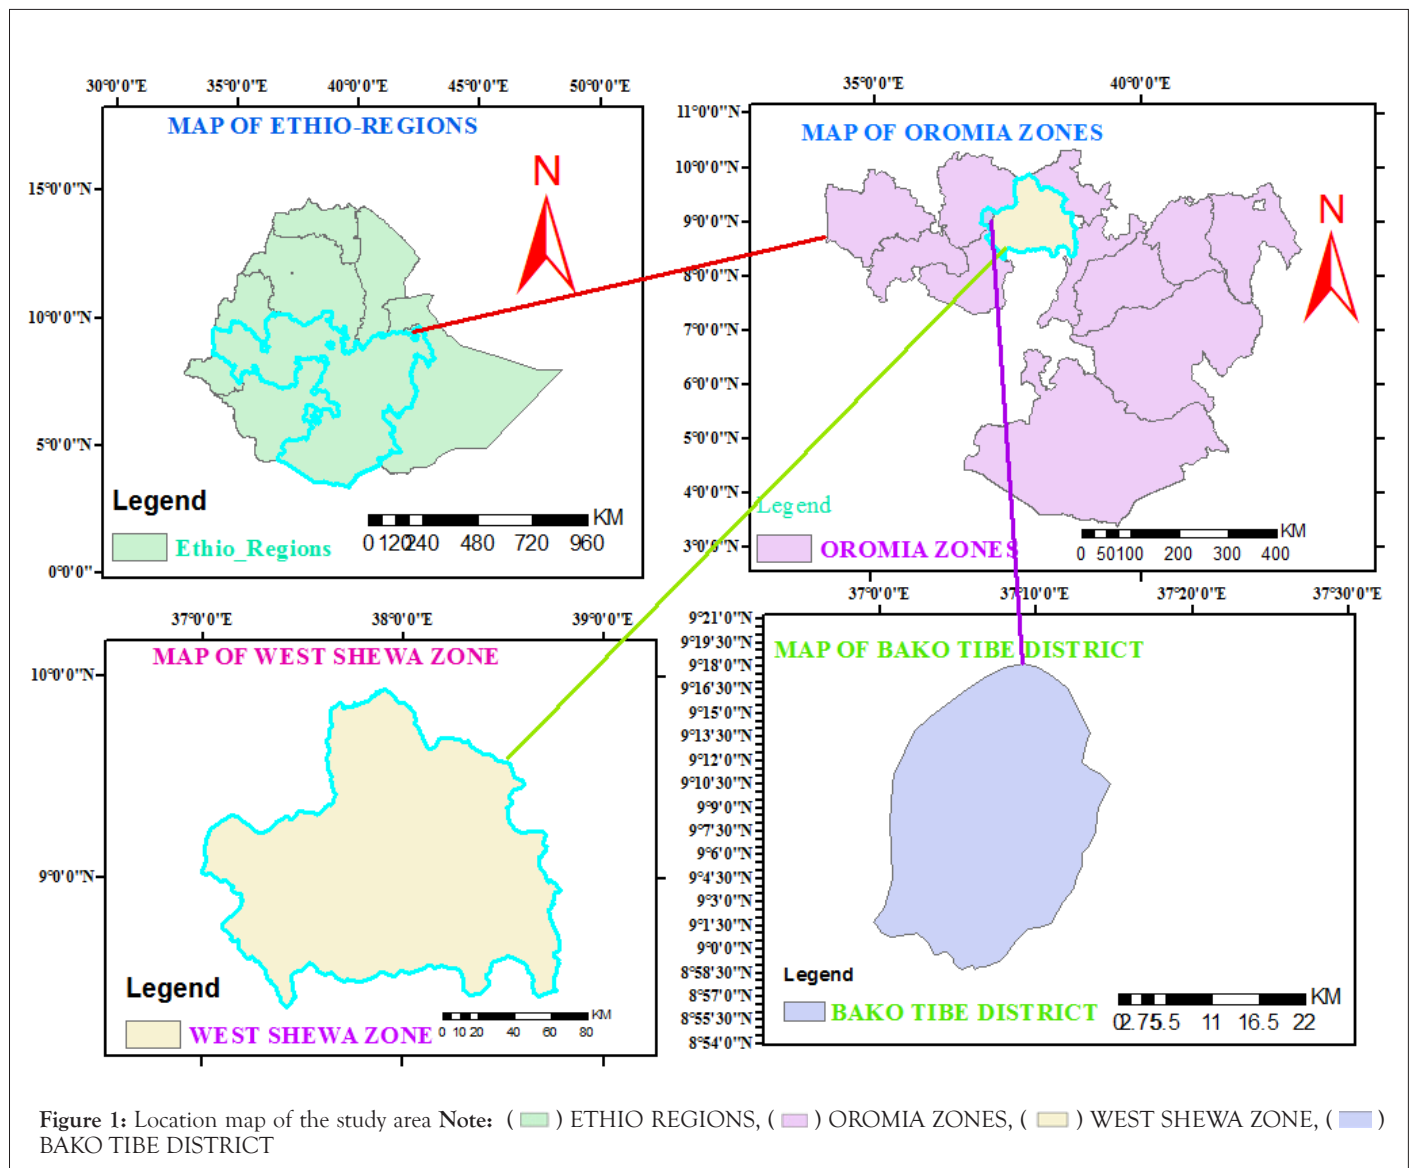 30°0'0"E 35°0'0"E 40°0'0"E 45°0'0"E 50°0'0"E
MAP OF ETHIO-REGIONS
N
15°0'0"N
10°0'0"N
5°0'0"N
0°0'0"
Legend
Ethio_Regions
KM
0 120 240 480 720 960
35°0'0"E 40°0'0"E
MAP OF OROMIA ZONES
N
11°0'0"N
10°0'0"N
9°0'0"N
8°0'0"N
7°0'0"N
6°0'0"N
5°0'0"N
4°0'0"N
3°0'0"N
Legend
OROMIA ZONES
KM
0 50 100 200 300 400
37°0'0"E 38°0'0"E 39°0'0"E
MAP OF WEST SHEWA ZONE
10°0'0"N
9°0'0"N
Legend
WEST SHEWA ZONE
KM
0 10 20 40 60 80
37°0'0"E 37°10'0"E 37°20'0"E 37°30'0"E
MAP OF BAKO TIBE DISTRICT
9°21'0"N
9°19'30"N
9°18'0"N
9°16'30"N
9°15'0"N
9°13'30"N
9°12'0"N
9°10'30"N
9°9'0"N
9°7'30"N
9°6'0"N
9°4'30"N
9°3'0"N
9°1'30"N
9°0'0"N
8°58'30"N
8°57'0"N
8°55'30"N
8°54'0"N
Legend
BAKO TIBE DISTRICT
KM
0 2.75 5.5 11 16.5 22
Figure 1: Location map of the study area Note: ( ) ETHIO REGIONS, ( ) OROMIA ZONES, ( ) WEST SHEWA ZONE, ( )
BAKO TIBE DISTRICT